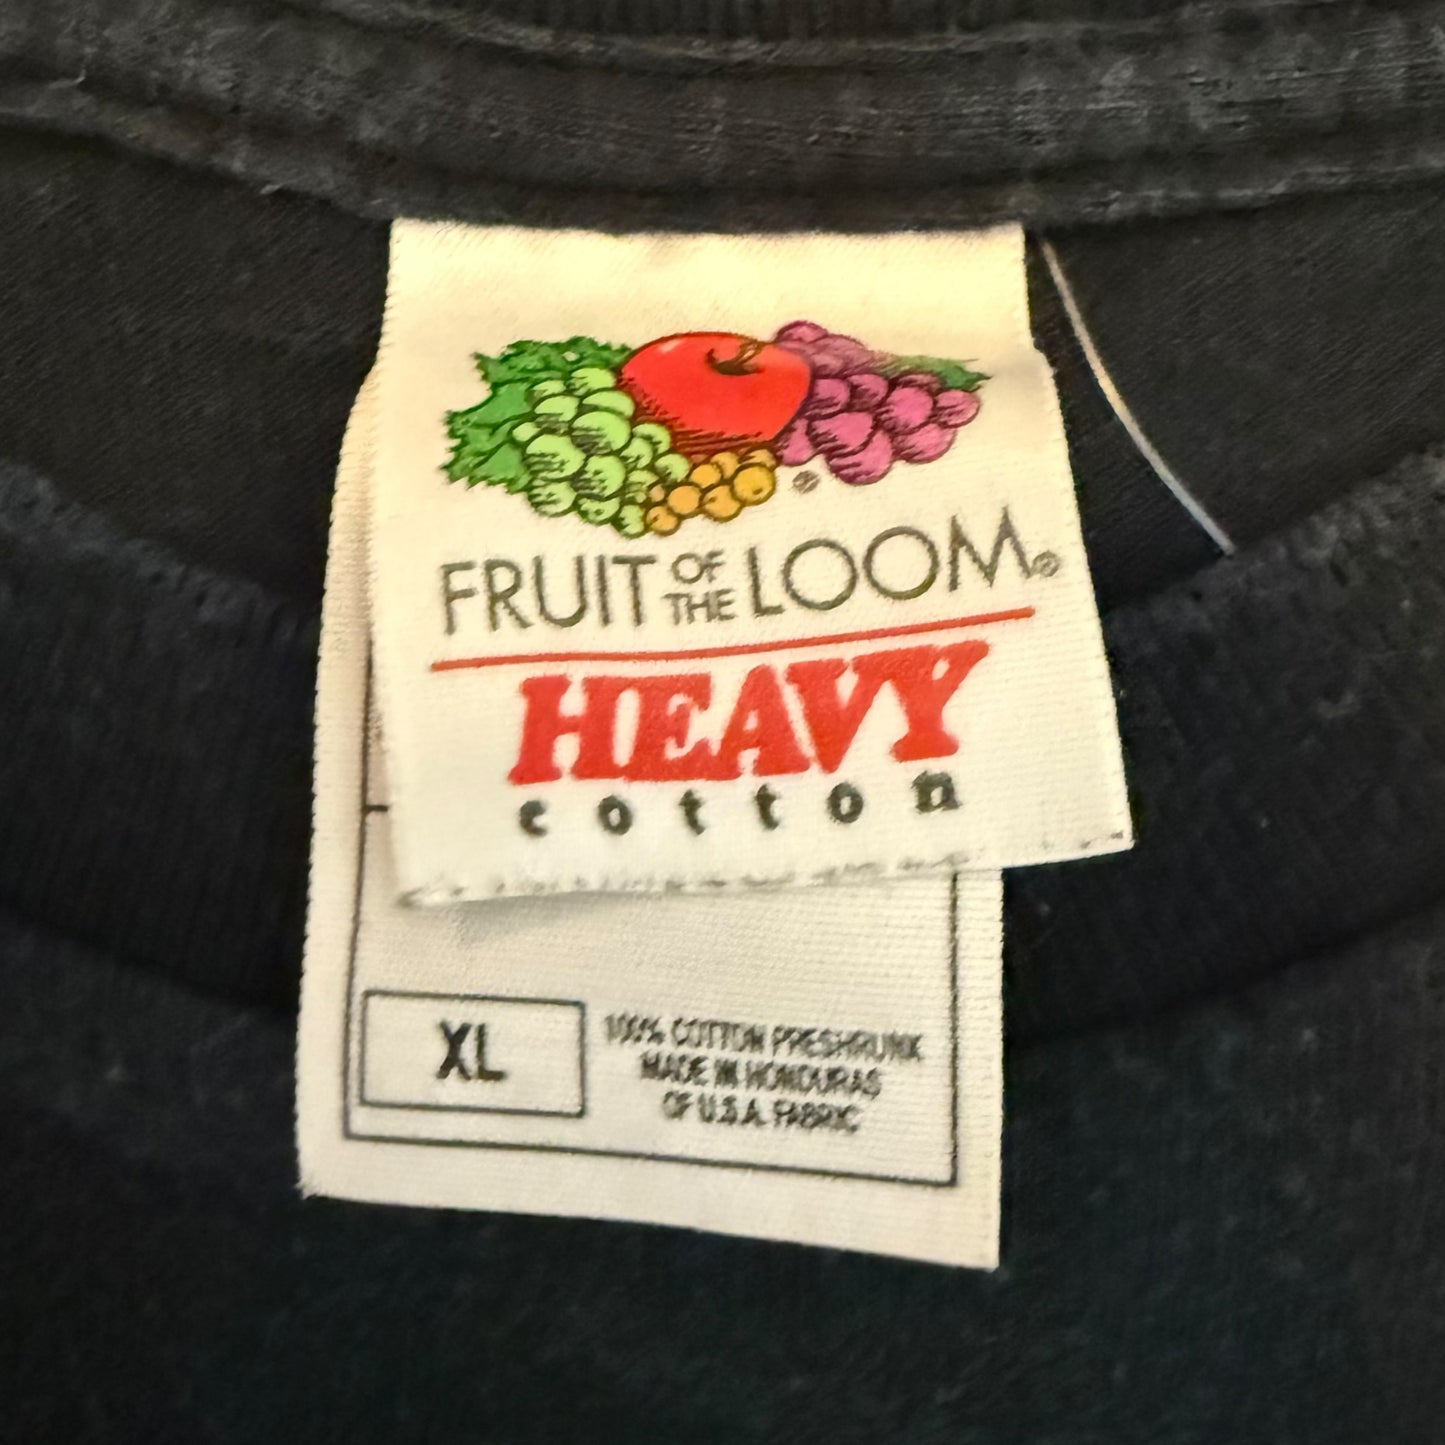 FRUIT OF THE LOOM®
HEAVY
cotton
XL
100% COTTON PRESHRUNK
MADE IN HONDURAS
OF U.S.A. FABRIC